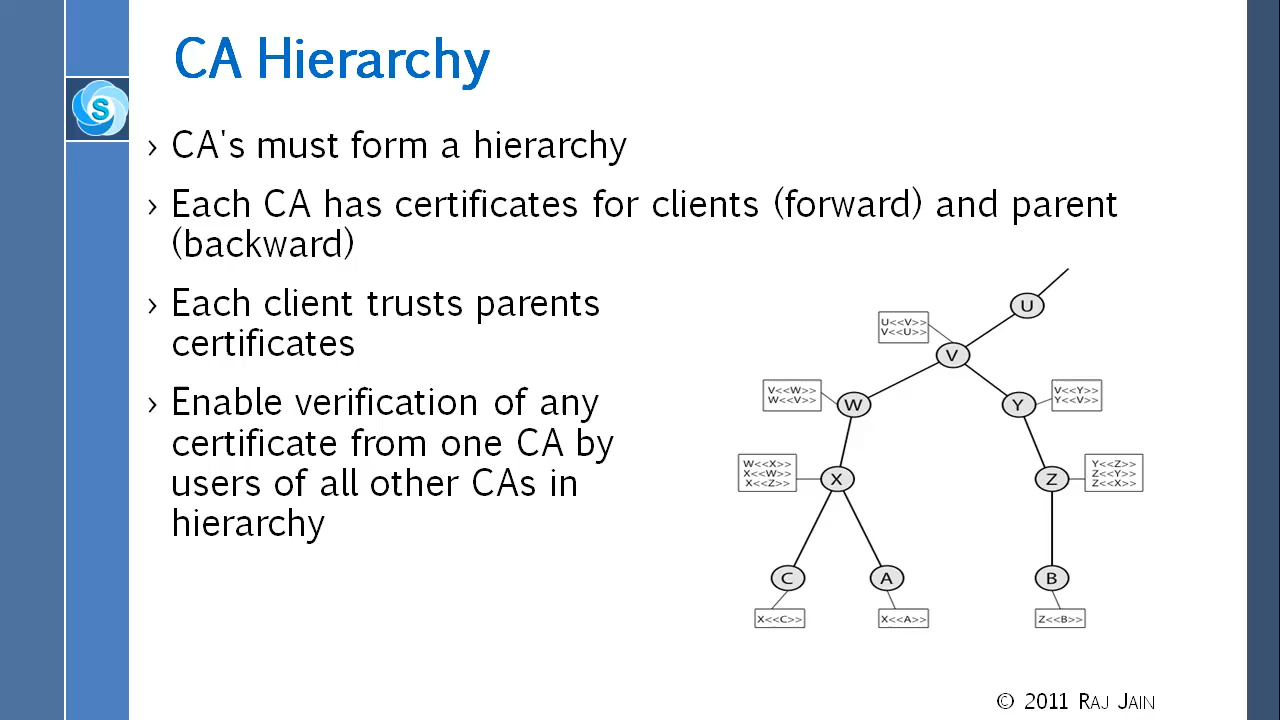 CA Hierarchy
S
› CA's must form a hierarchy
› Each CA has certificates for clients (forward) and parent
(backward)
› Each client trusts parents
certificates
› Enable verification of any
certificate from one CA by
users of all other CAs in
hierarchy
U
U<<V>>
V<<U>>
V
V<<W>>
W<<V>>
W
Y
V<<Y>>
Y<<V>>
W<<X>>
X<<W>>
X<<Z>>
X
Z
Y<<Z>>
Z<<Y>>
Z<<X>>
C
A
B
X<<C>>
X<<A>>
Z<<B>>
© 2011 RAJ JAIN